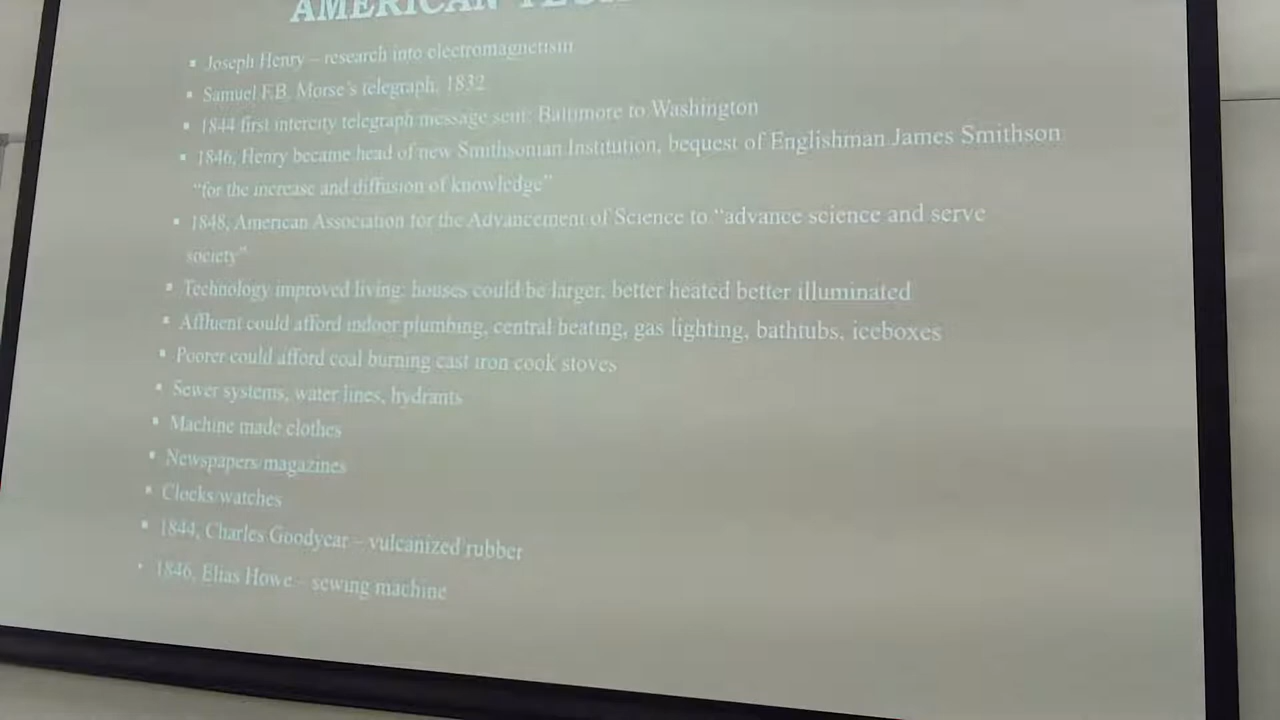 AMERICAN
▪ Joseph Henry – research into electromagnetism
▪ Samuel F.B. Morse's telegraph, 1832
▪ 1844 first intercity telegraph message sent: Baltimore to Washington
▪ 1846, Henry became head of new Smithsonian Institution, bequest of Englishman James Smithson
"for the increase and diffusion of knowledge"
▪ 1848, American Association for the Advancement of Science to "advance science and serve
society"
▪ Technology improved living: houses could be larger, better heated better illuminated
▪ Affluent could afford indoor plumbing, central heating, gas lighting, bathtubs, iceboxes
▪ Poorer could afford coal burning cast iron cook stoves
▪ Sewer systems, water lines, hydrants
▪ Machine made clothes
▪ Newspapers/magazines
▪ Clocks/watches
▪ 1844, Charles Goodyear – vulcanized rubber
▪ 1846, Elias Howe – sewing machine